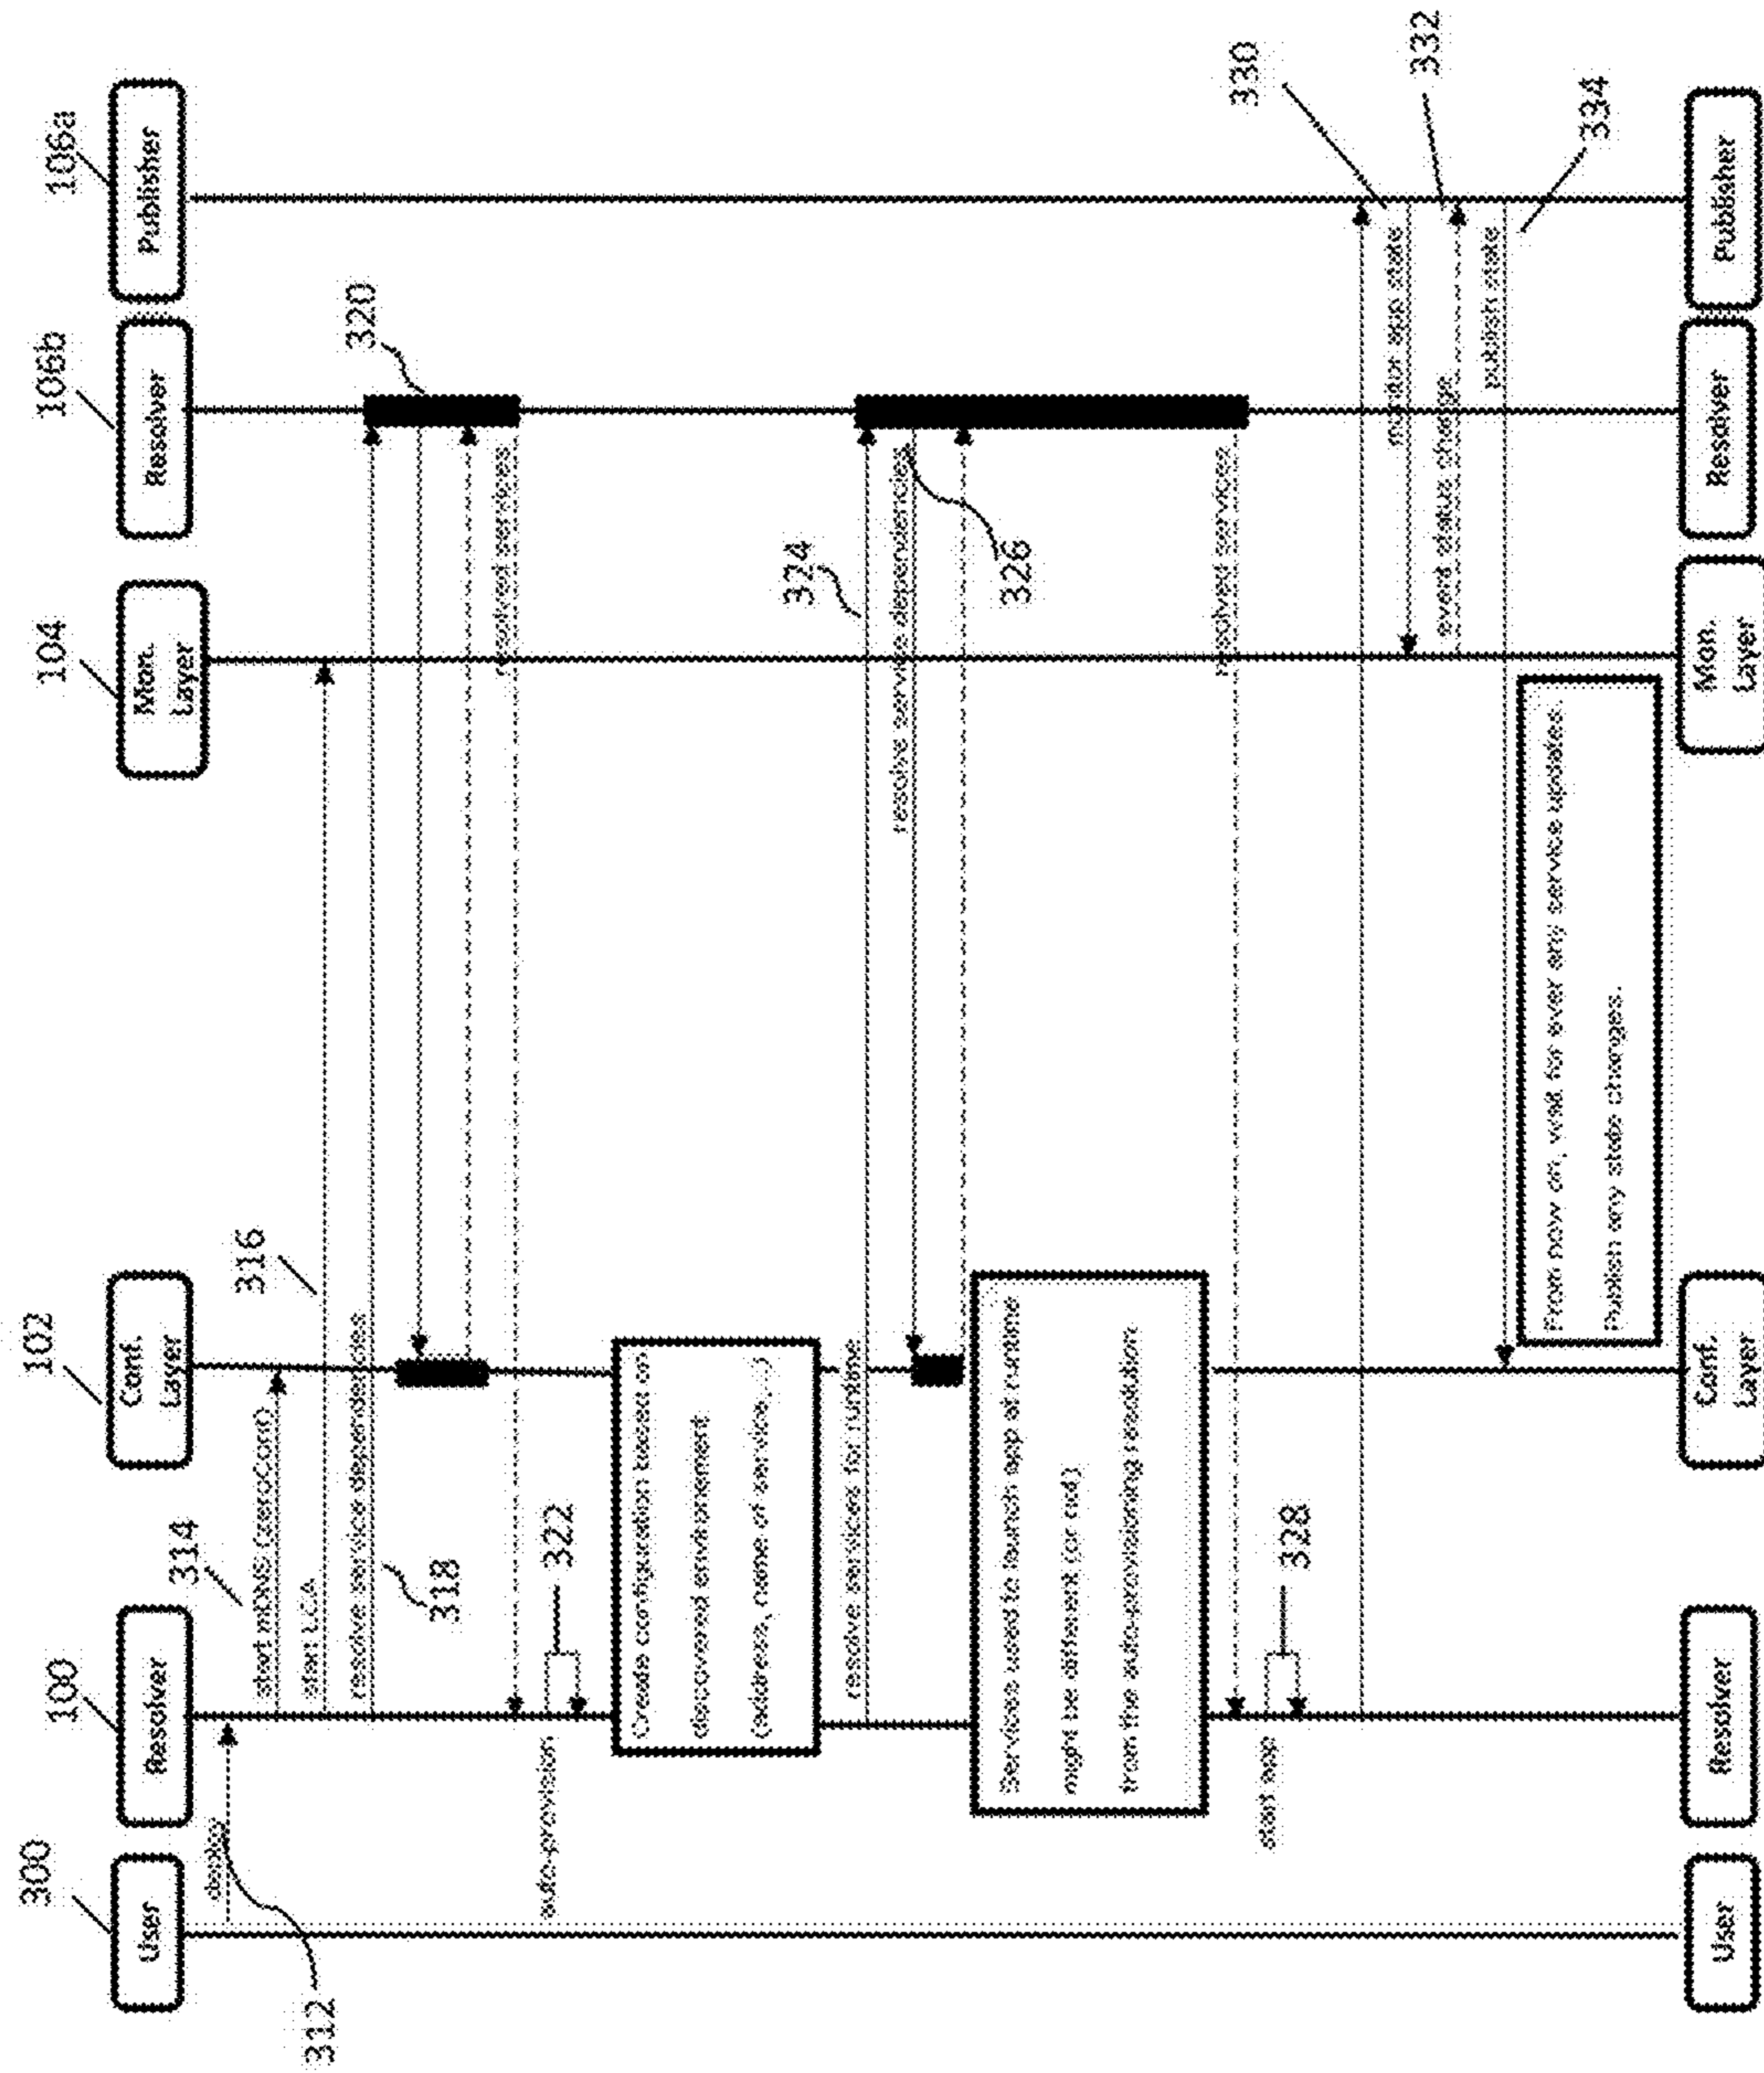 300
100
102
104
106b
106a
User
Resolver
Conf.
Layer
Mon.
Layer
Resolver
Publisher
deploy
312
314
start mDNS (zeroConf)
316
start LCA
resolve service dependencies
318
320
resolved services
auto-provision
322
Create configuration based on
discovered environement
(address, name of service,...)
resolve services for runtime
324
resolve service dependencies
326
Services used to launch app at runtime
might be different (or not)
from the auto-provisioning resolution.
resolved services
start app
328
330
monitor app state
332
event status change
publish state
334
From now on, wait for ever any service updates.
Publish any state changes.
User
Resolver
Conf.
Layer
Mon.
Layer
Resolver
Publisher